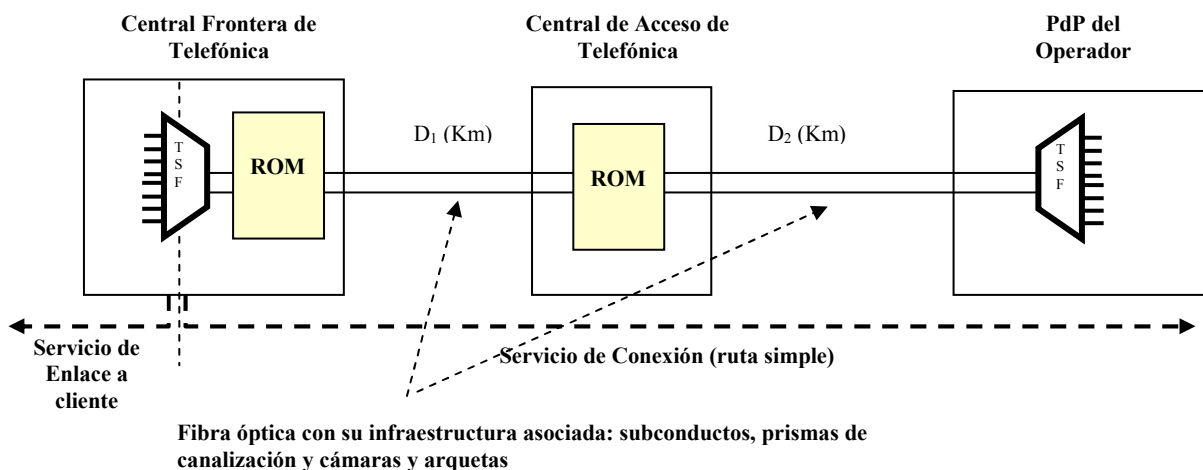 Central Frontera de
Telefónica
Central de Acceso de
Telefónica
PdP del
Operador
T
S
F
ROM
D₁ (Km)
ROM
D₂ (Km)
T
S
F
Servicio de
Enlace a
cliente
Servicio de Conexión (ruta simple)
Fibra óptica con su infraestructura asociada: subconductos, prismas de
canalización y cámaras y arquetas